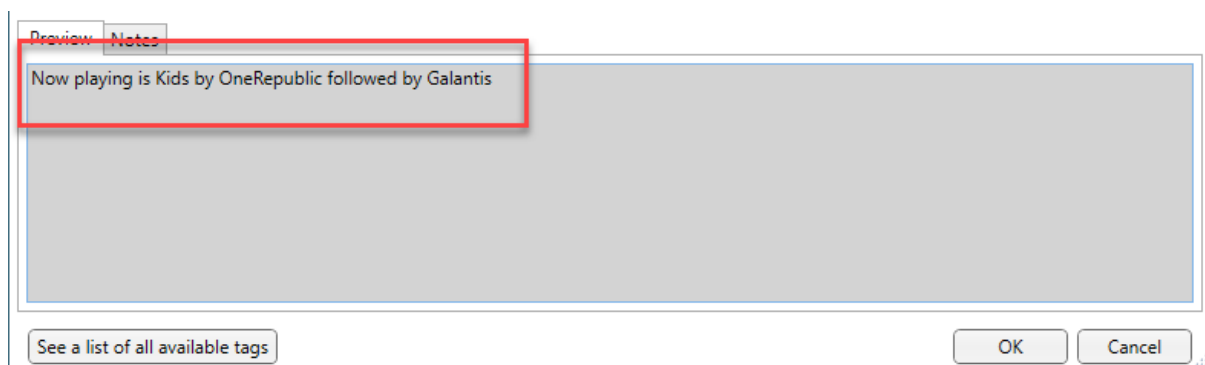 Preview Notes
Now playing is Kids by OneRepublic followed by Galantis
See a list of all available tags OK Cancel